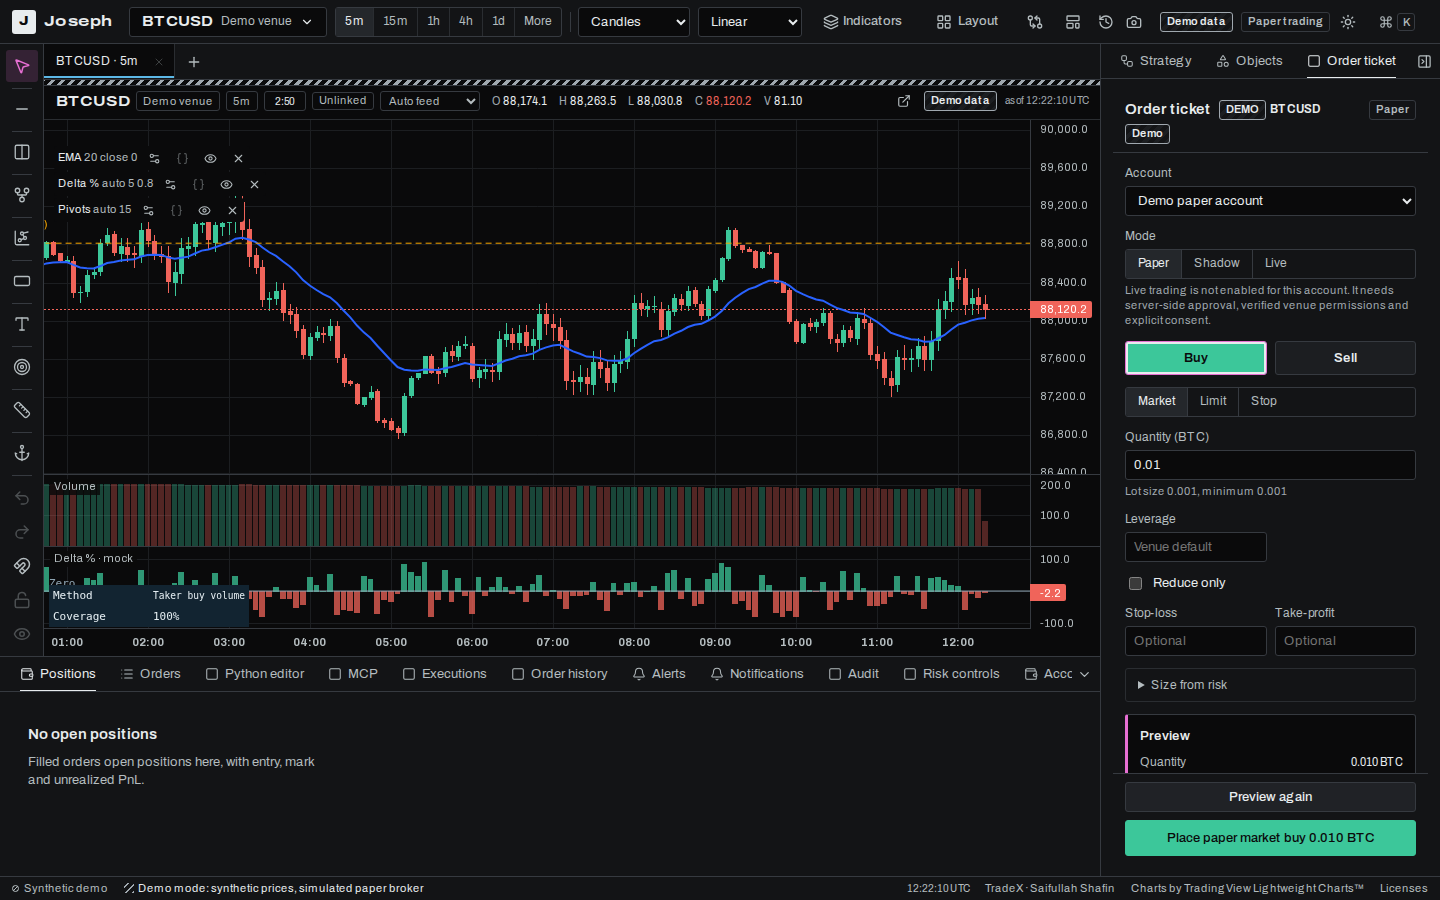 J Joseph BTCUSD Demo venue 5m 15m 1h 4h 1d More Candles Linear Indicators Layout Demo data Paper trading ⌘ K
BTCUSD · 5m × +
Strategy Objects Order ticket
BTCUSD Demo venue 5m 2:50 Unlinked Auto feed O 88,174.1 H 88,263.5 L 88,030.8 C 88,120.2 V 81.10 Demo data as of 12:22:10 UTC
EMA 20 close 0
Delta % auto 5 0.8
Pivots auto 15
90,000.0
89,600.0
89,200.0
88,800.0
88,400.0
88,120.2
88,000.0
87,600.0
87,200.0
86,800.0
86,400.0
Volume
200.0
100.0
Delta % · mock
100.0
Zero
-2.2
-100.0
Method Taker buy volume
Coverage 100%
01:00 02:00 03:00 04:00 05:00 06:00 07:00 08:00 09:00 10:00 11:00 12:00
Positions Orders Python editor MCP Executions Order history Alerts Notifications Audit Risk controls Acc
No open positions
Filled orders open positions here, with entry, mark
and unrealized PnL.
Order ticket DEMO BTCUSD Paper
Demo
Account
Demo paper account
Mode
Paper Shadow Live
Live trading is not enabled for this account. It needs
server-side approval, verified venue permissions and
explicit consent.
Buy Sell
Market Limit Stop
Quantity (BTC)
0.01
Lot size 0.001, minimum 0.001
Leverage
Venue default
Reduce only
Stop-loss Take-profit
Optional Optional
Size from risk
Preview
Quantity 0.010 BTC
Preview again
Place paper market buy 0.010 BTC
Synthetic demo Demo mode: synthetic prices, simulated paper broker 12:22:10 UTC TradeX · Saifullah Shafin Charts by TradingView Lightweight Charts™ Licenses